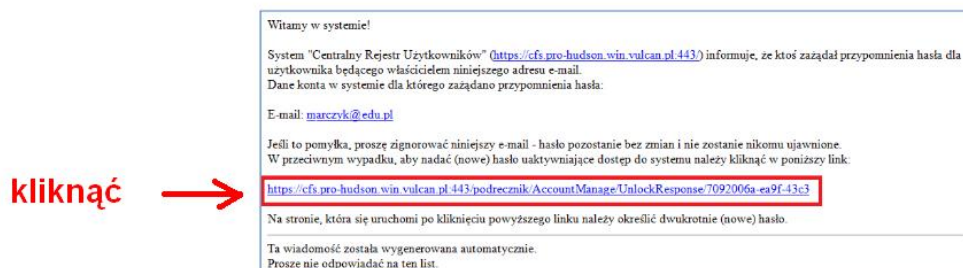 Witamy w systemie!
System "Centralny Rejestr Użytkowników" (https://cfs.pro-hudson.win.vulcan.pl:443/) informuje, że ktoś zażądał przypomnienia hasła dla
użytkownika będącego właścicielem niniejszego adresu e-mail.
Dane konta w systemie dla którego zażądano przypomnienia hasła:
E-mail: marczyk@edu.pl
Jeśli to pomyłka, proszę zignorować niniejszy e-mail - hasło pozostanie bez zmian i nie zostanie nikomu ujawnione.
W przeciwnym wypadku, aby nadać (nowe) hasło uaktywniające dostęp do systemu należy kliknąć w poniższy link:
kliknąć
https://cfs.pro-hudson.win.vulcan.pl:443/podrecznik/AccountManage/UnlockResponse/7092006a-ea9f-43c3
Na stronie, która się uruchomi po kliknięciu powyższego linku należy określić dwukrotnie (nowe) hasło.
Ta wiadomość została wygenerowana automatycznie.
Proszę nie odpowiadać na ten list.